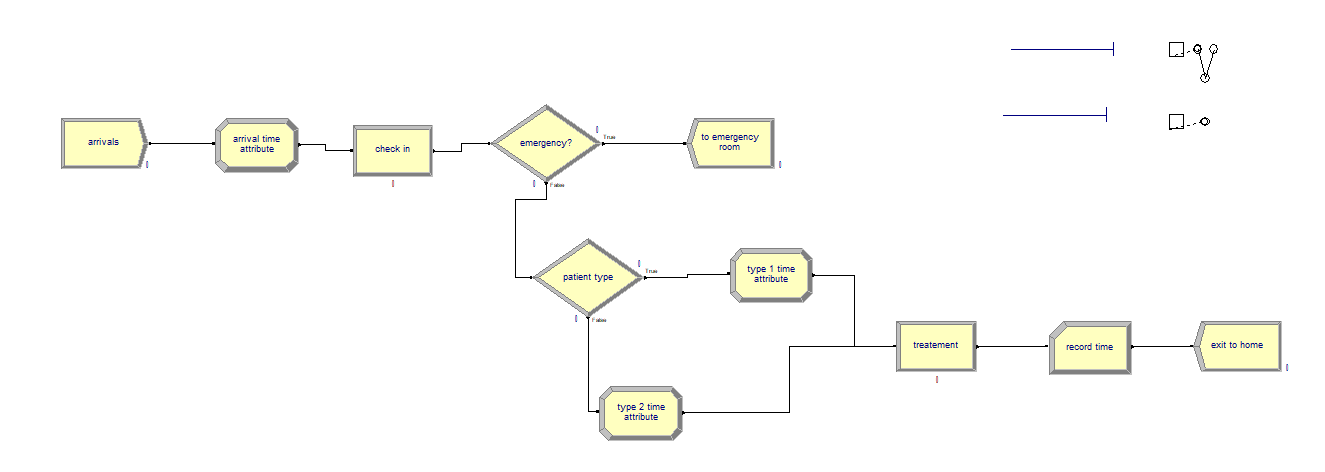 arrivals
arrival time
attribute
check in
emergency?
True
False
to emergency
room
patient type
True
False
type 1 time
attribute
type 2 time
attribute
treatement
record time
exit to home